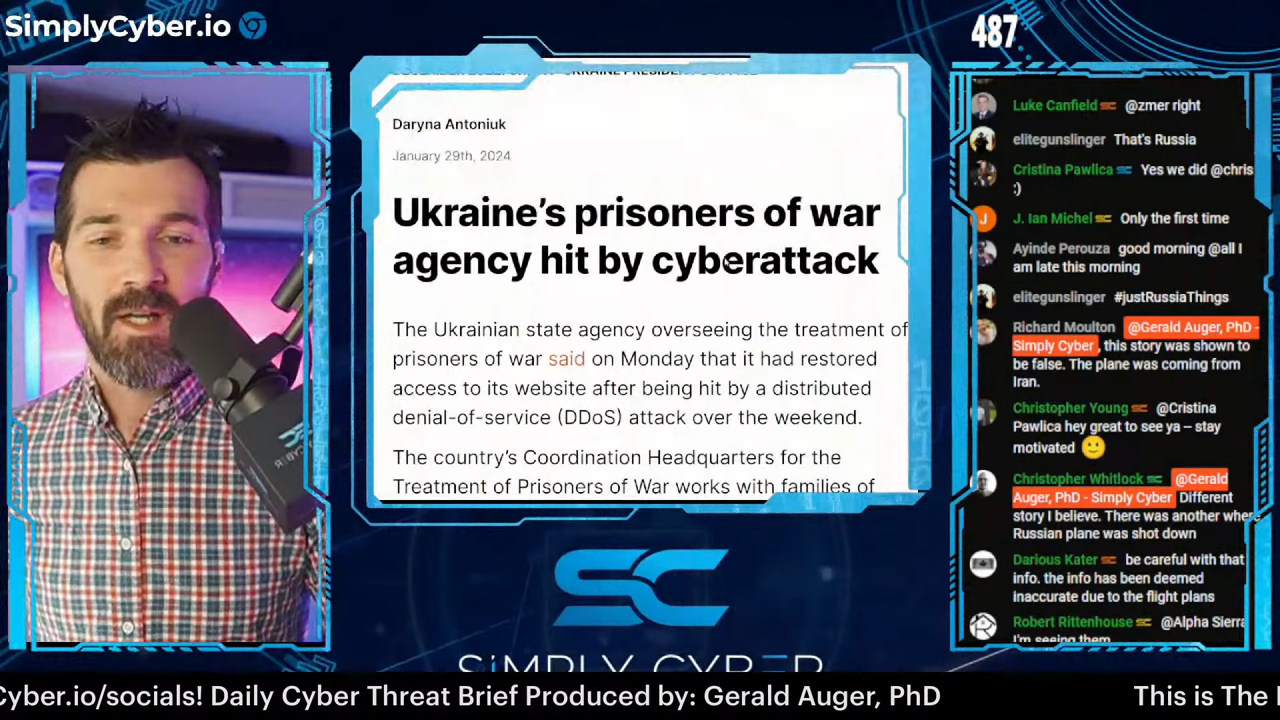 SimplyCyber.io
487
Daryna Antoniuk
January 29th, 2024
Ukraine's prisoners of war
agency hit by cyberattack
The Ukrainian state agency overseeing the treatment of
prisoners of war said on Monday that it had restored
access to its website after being hit by a distributed
denial-of-service (DDoS) attack over the weekend.
The country's Coordination Headquarters for the
Treatment of Prisoners of War works with families of
Luke Canfield @zmer right
elitegunslinger That's Russia
Cristina Pawlica Yes we did @chris
:)
J. Ian Michel Only the first time
Ayinde Perouza good morning @all I
am late this morning
elitegunslinger #justRussiaThings
Richard Moulton @Gerald Auger, PhD -
Simply Cyber , this story was shown to
be false. The plane was coming from
Iran.
Christopher Young @Cristina
Pawlica hey great to see ya – stay
motivated 🙂
Christopher Whitlock @Gerald
Auger, PhD - Simply Cyber Different
story I believe. There was another where
Russian plane was shot down
Darious Kater be careful with that
info. the info has been deemed
inaccurate due to the flight plans
Robert Rittenhouse @Alpha Sierra
I'm seeing them
SC
SIMPLY CYBER
Cyber.io/socials! Daily Cyber Threat Brief Produced by: Gerald Auger, PhD
This is The